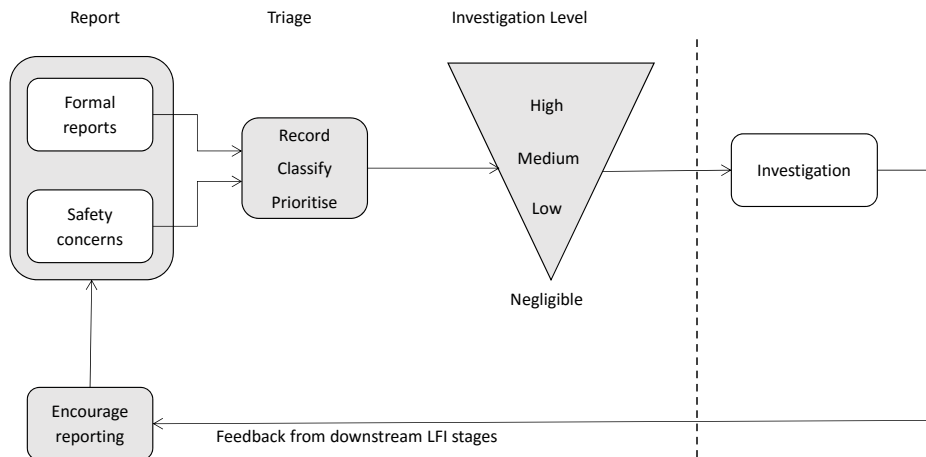 Report
Triage
Investigation Level
Formal
reports
Safety
concerns
Record
Classify
Prioritise
High
Medium
Low
Negligible
Investigation
Encourage
reporting
Feedback from downstream LFI stages